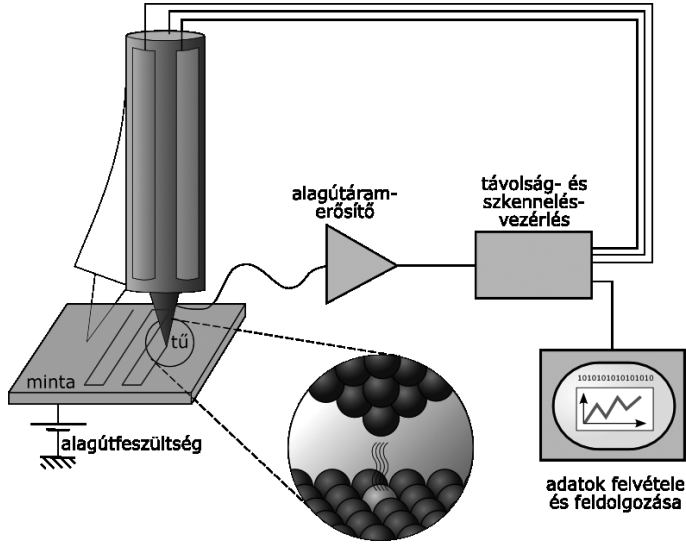 alagútáram-
erősítő
távolság- és
szkennelés-
vezérlés
tű
minta
alagútfeszültség
1010101010101010
adatok felvétele
és feldolgozása